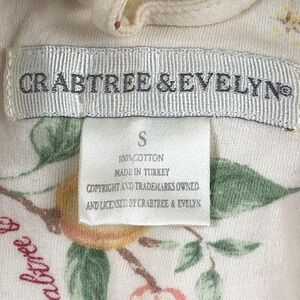 CRABTREE & EVELYN®
S
100% COTTON
MADE IN TURKEY
COPYRIGHT AND TRADEMARKS OWNED
AND LICENSED BY CRABTREE & EVELYN